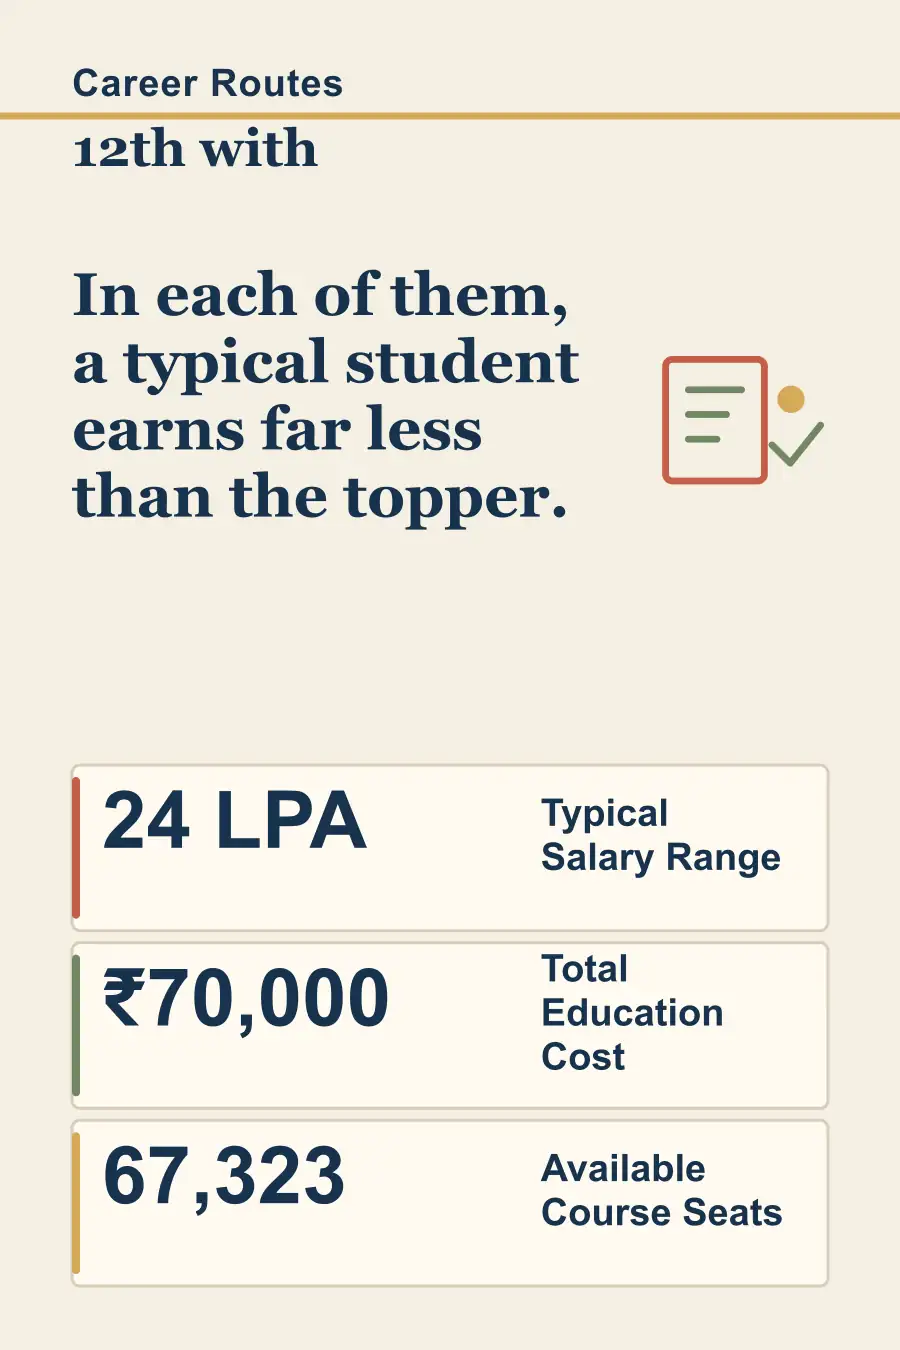 Career Routes
12th with
In each of them,
a typical student
earns far less
than the topper.
24 LPA
Typical
Salary Range
₹70,000
Total
Education
Cost
67,323
Available
Course Seats